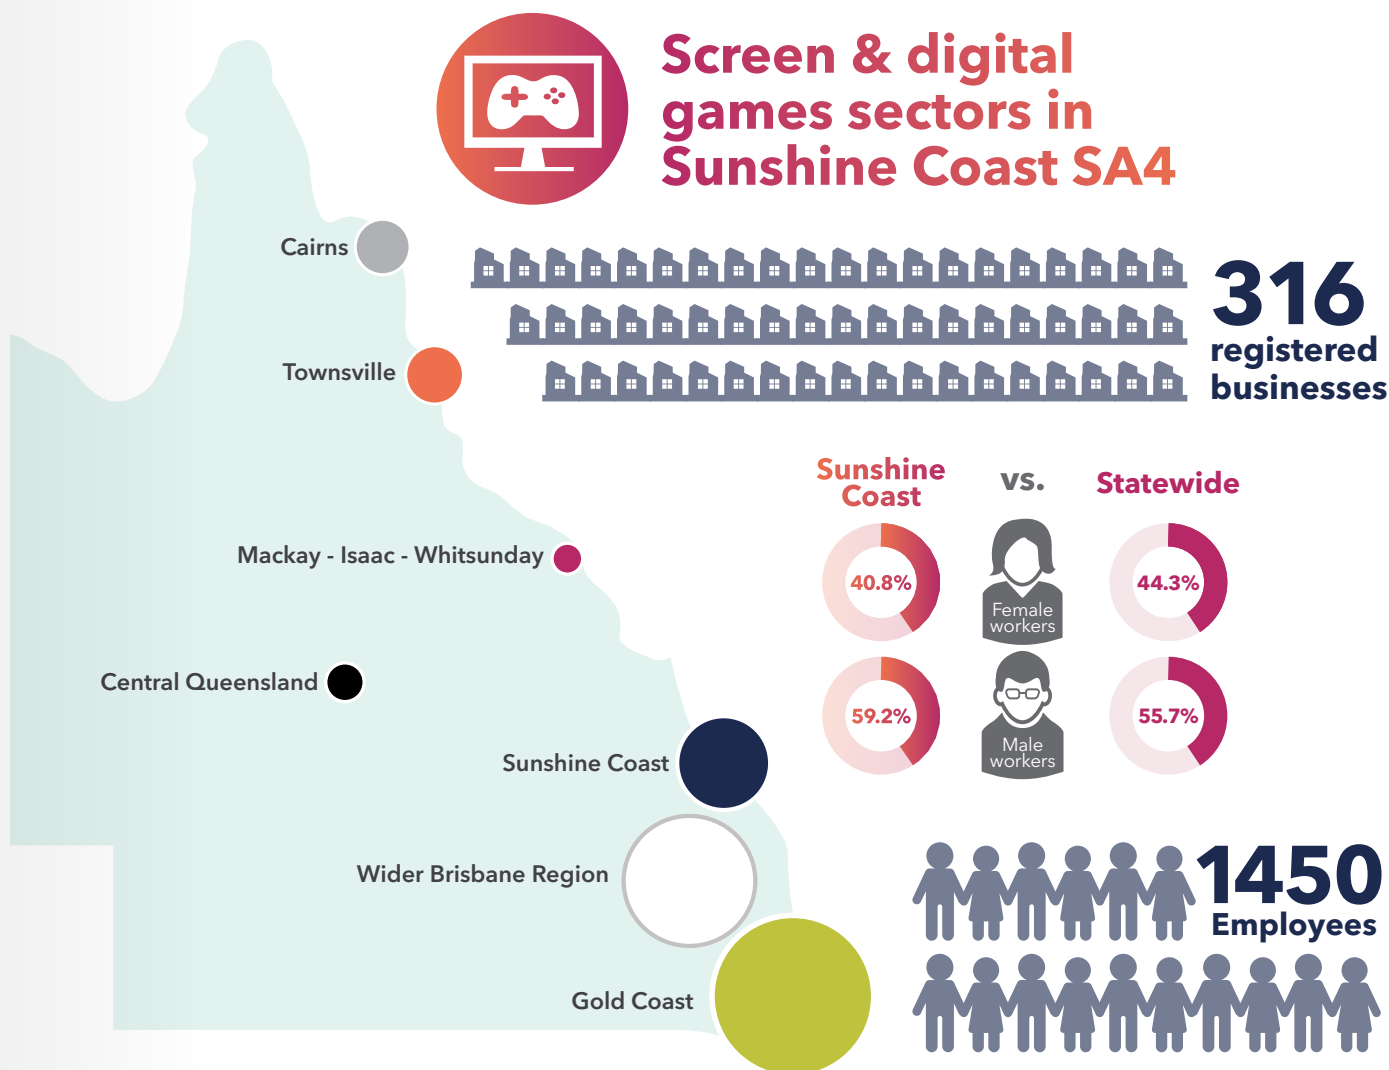 Screen & digital
games sectors in
Sunshine Coast SA4
316
registered
businesses
Cairns
Townsville
Mackay - Isaac - Whitsunday
Central Queensland
Sunshine Coast
Wider Brisbane Region
Gold Coast
Sunshine
Coast
vs.
Statewide
40.8%
Female
workers
44.3%
59.2%
Male
workers
55.7%
1450
Employees